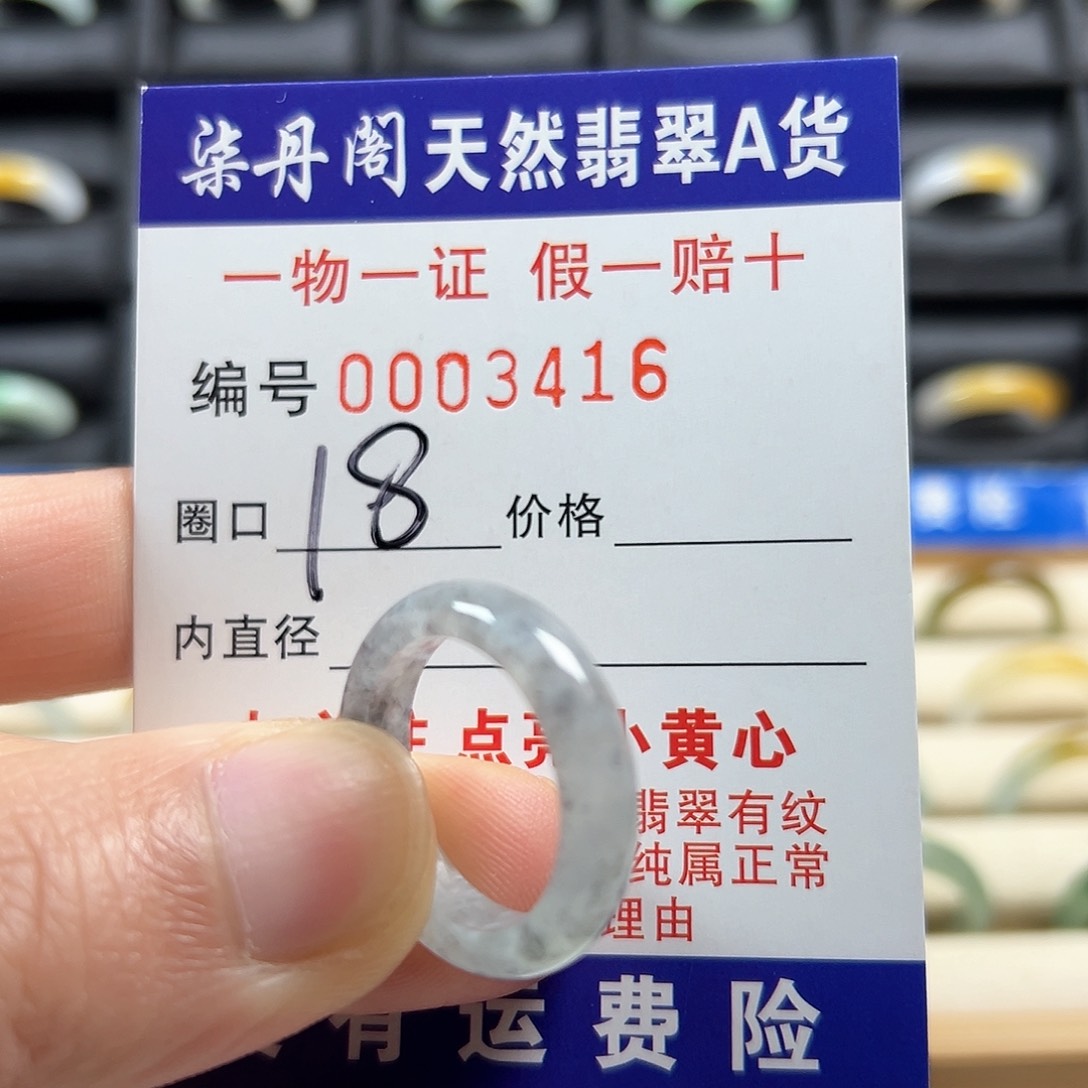 柒丹阁天然翡翠A货
一物一证 假一赔十
编号0003416
圈口18 价格
内直径
点亮小黄心
翡翠有纹
纯属正常
理由
有运费险